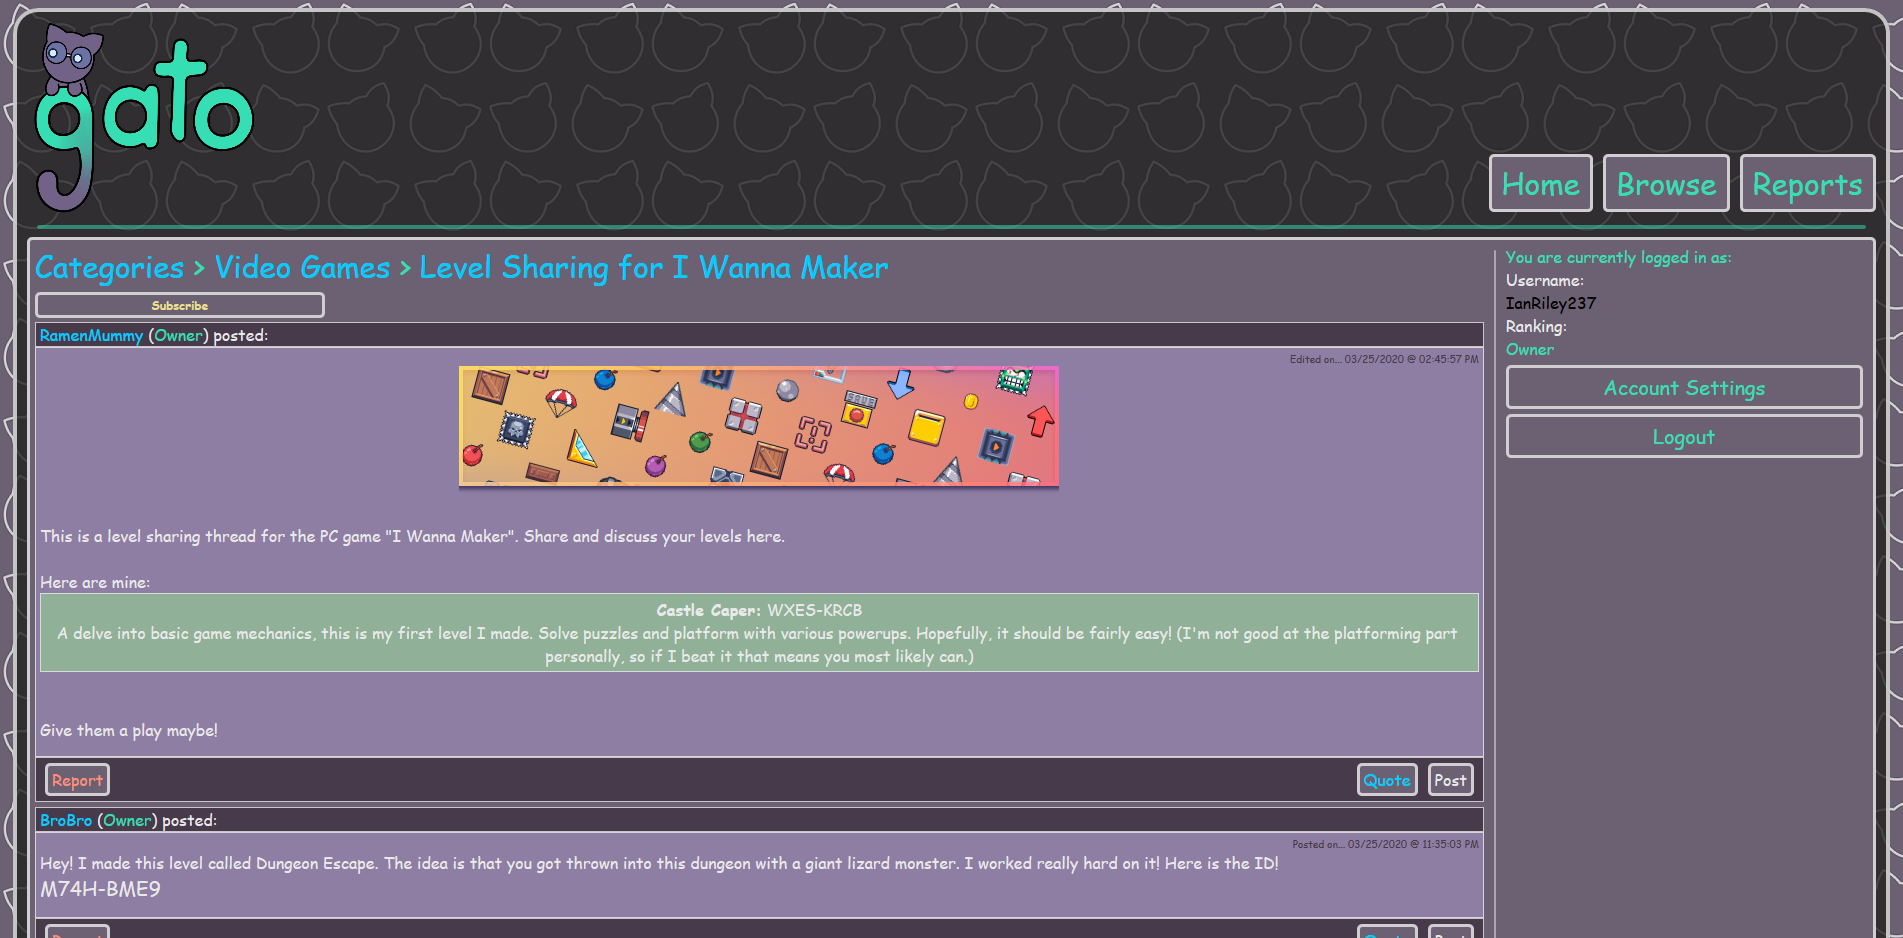 gato
Home Browse Reports
Categories > Video Games > Level Sharing for I Wanna Maker
Subscribe
RamenMummy (Owner) posted:
Edited on... 03/25/2020 @ 02:45:57 PM
SAVE
This is a level sharing thread for the PC game "I Wanna Maker". Share and discuss your levels here.
Here are mine:
Castle Caper: WXES-KRCB
A delve into basic game mechanics, this is my first level I made. Solve puzzles and platform with various powerups. Hopefully, it should be fairly easy! (I'm not good at the platforming part
personally, so if I beat it that means you most likely can.)
Give them a play maybe!
Report Quote Post
BroBro (Owner) posted:
Posted on... 03/25/2020 @ 11:35:03 PM
Hey! I made this level called Dungeon Escape. The idea is that you got thrown into this dungeon with a giant lizard monster. I worked really hard on it! Here is the ID!
M74H-BME9
Report Quote Post
You are currently logged in as:
Username:
IanRiley237
Ranking:
Owner
Account Settings
Logout